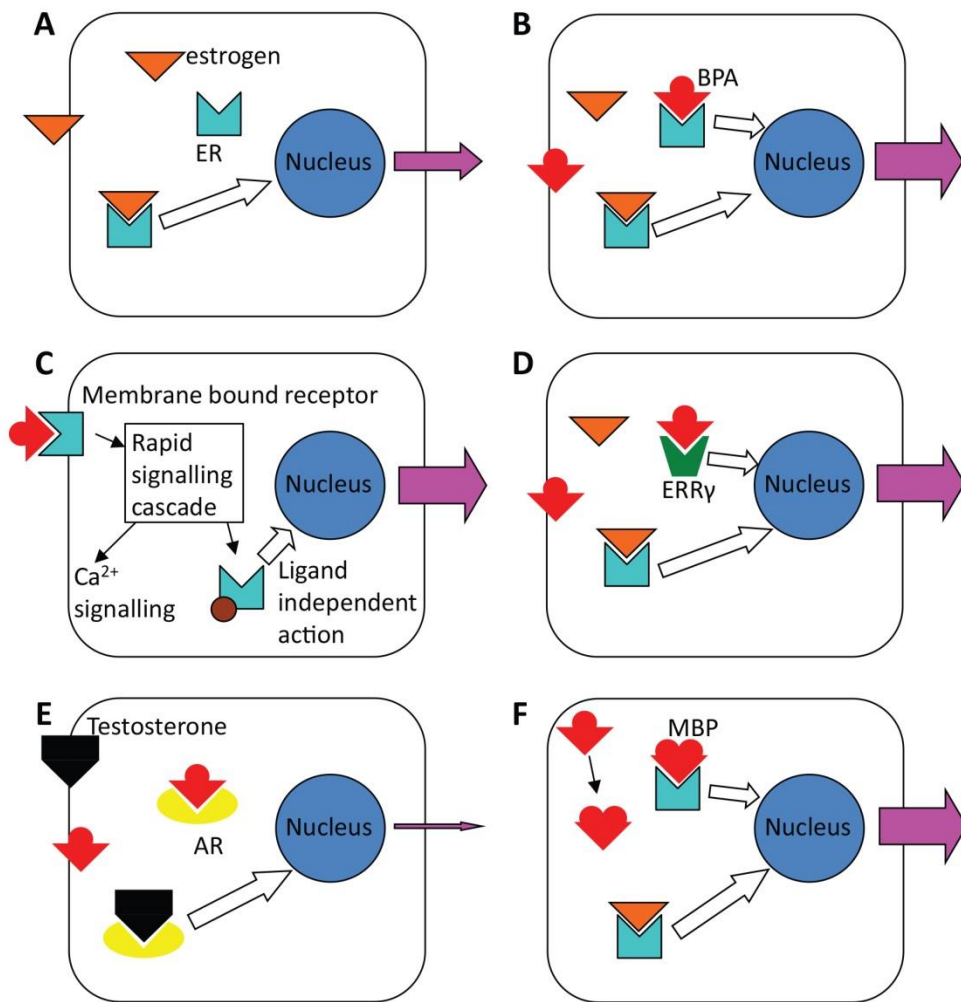 A
estrogen
ER
Nucleus
B
BPA
Nucleus
C
Membrane bound receptor
Rapid
signalling
cascade
Ca²⁺
signalling
Nucleus
Ligand
independent
action
D
ERRγ
Nucleus
E
Testosterone
AR
Nucleus
F
MBP
Nucleus